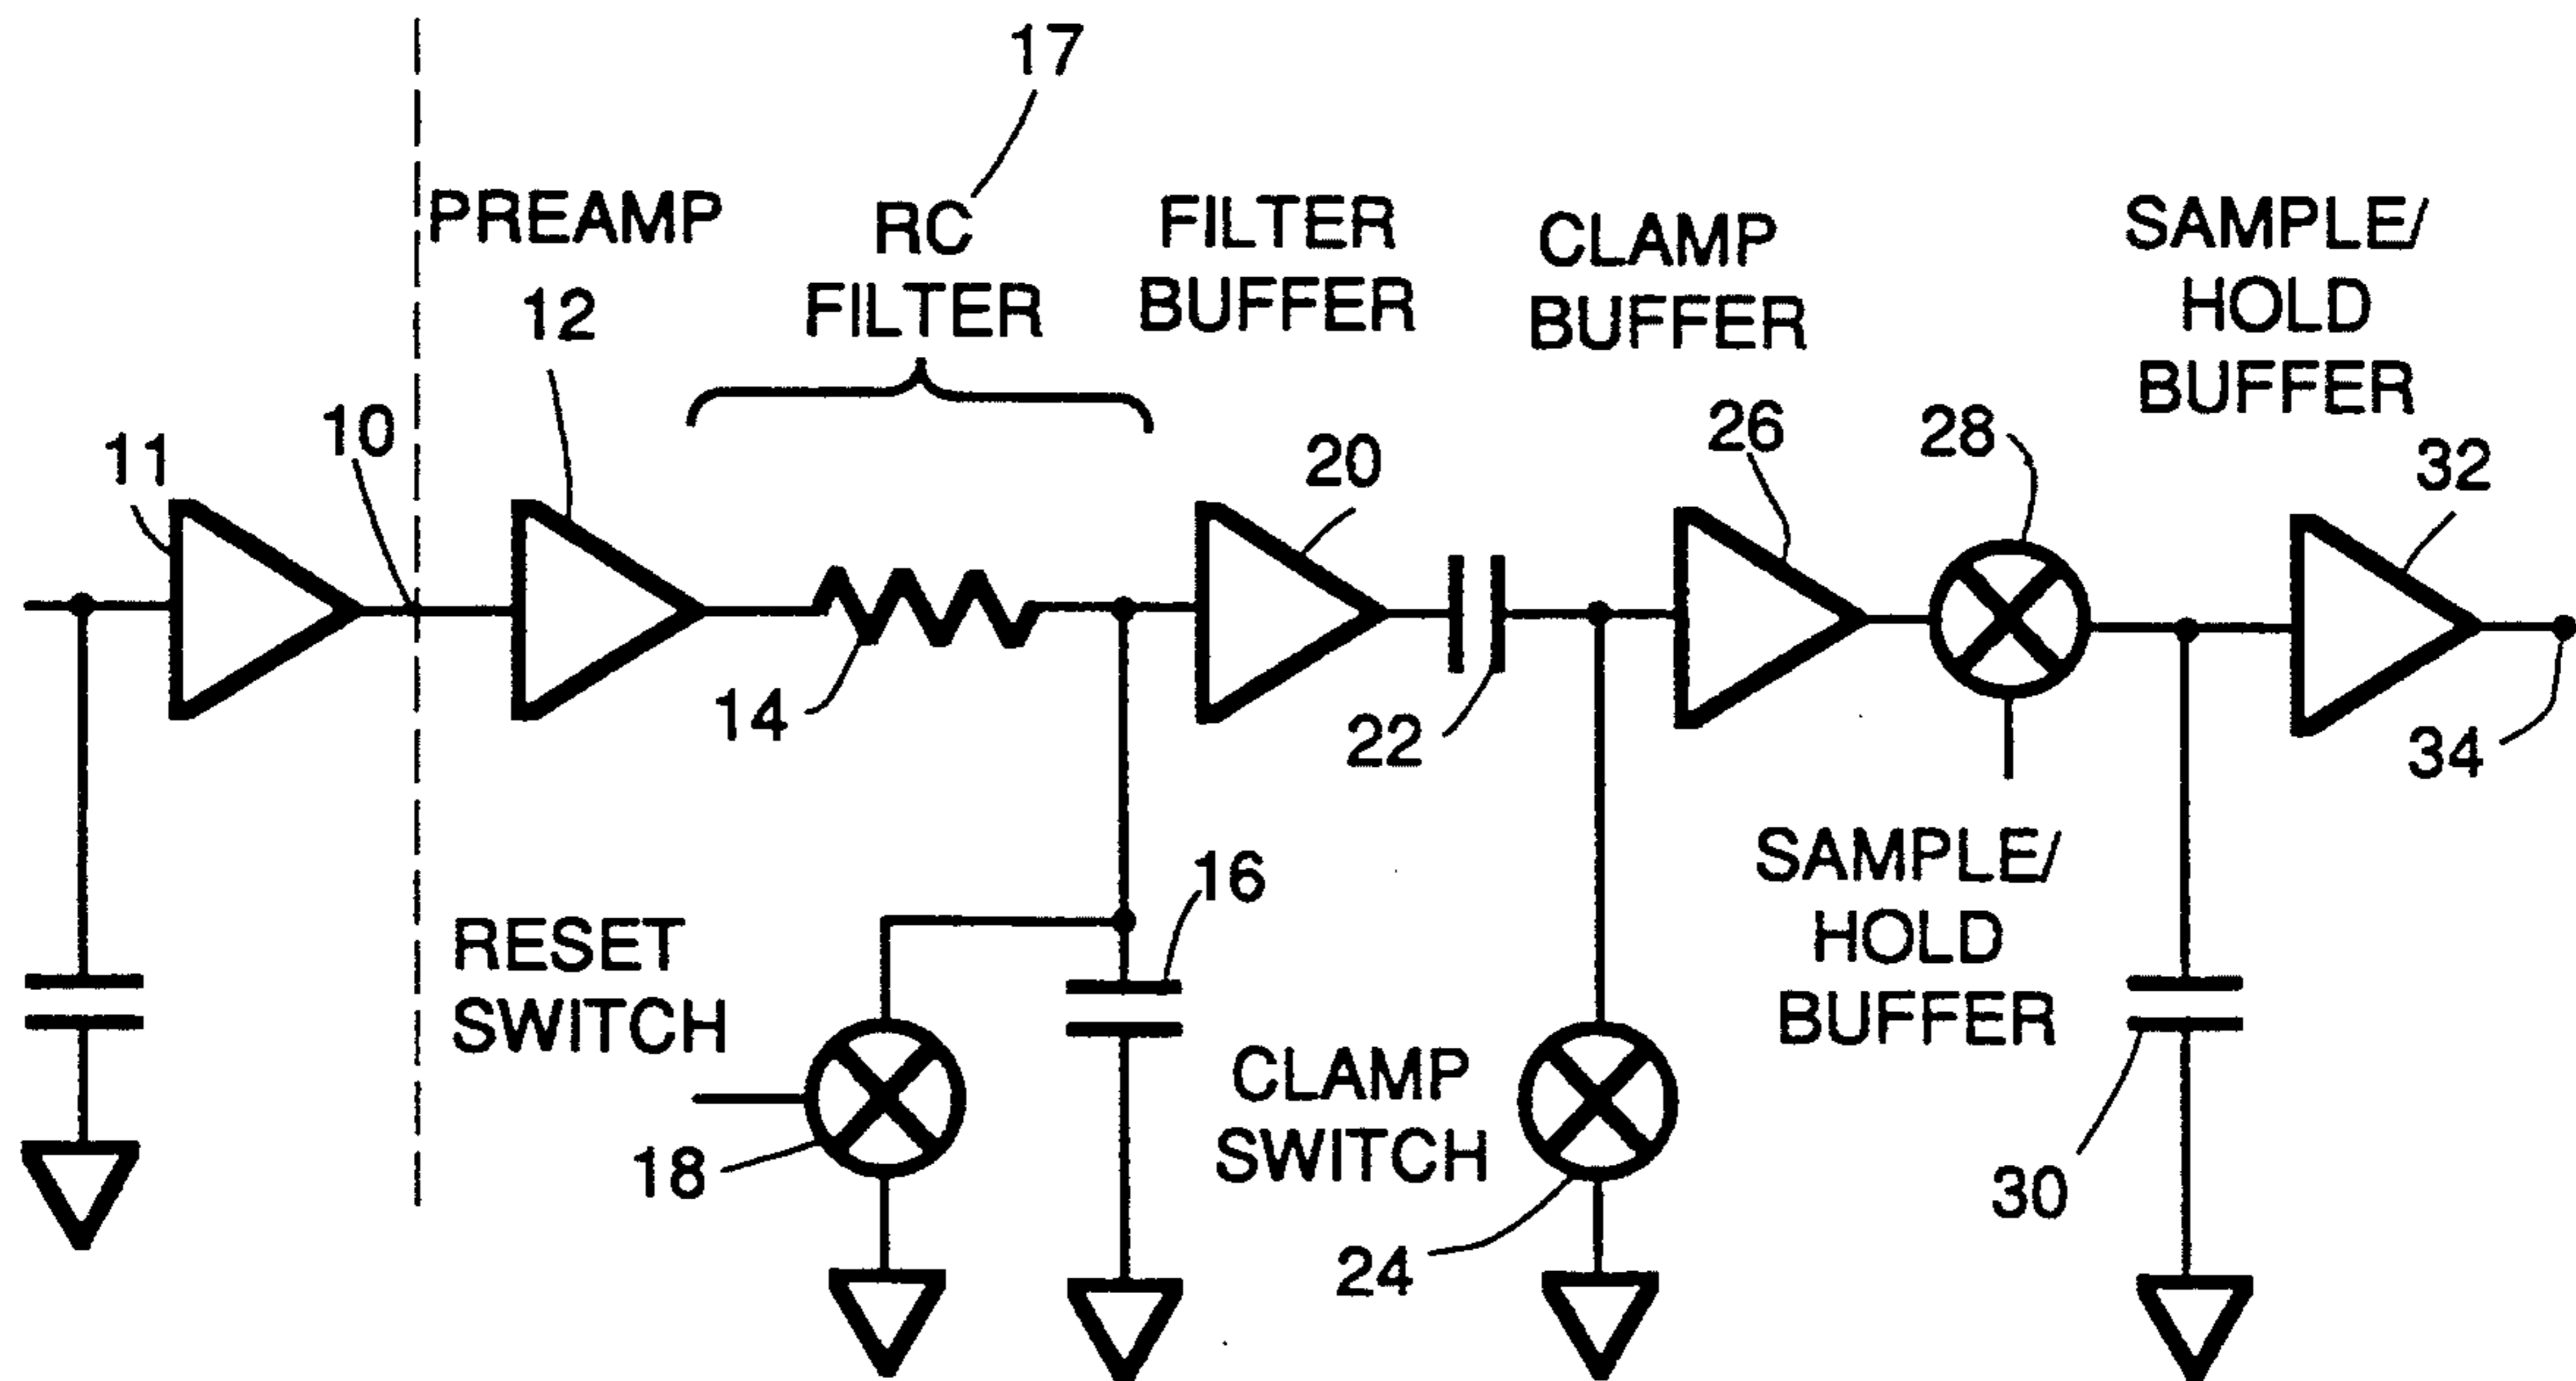 17
PREAMP
12
RC
FILTER
FILTER
BUFFER
CLAMP
BUFFER
SAMPLE/
HOLD
BUFFER
11
10
20
26
28
32
14
22
34
RESET
SWITCH
16
SAMPLE/
HOLD
BUFFER
18
CLAMP
SWITCH
24
30